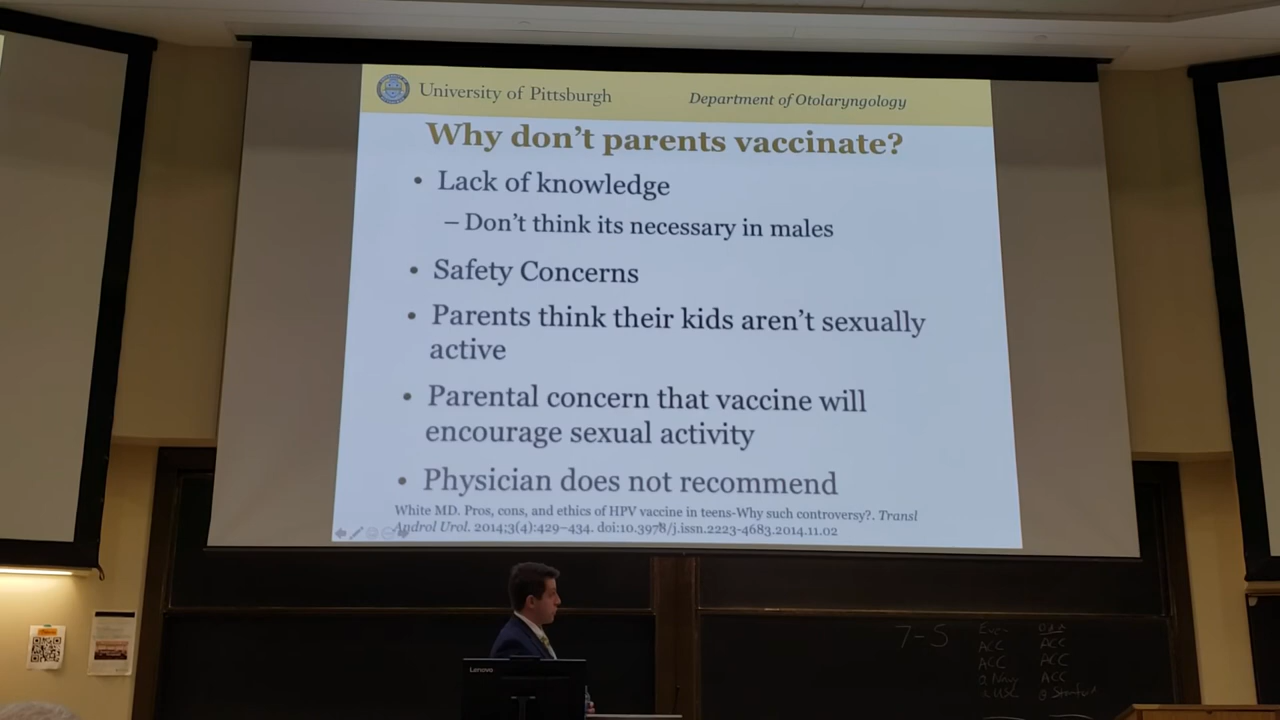 University of Pittsburgh
Department of Otolaryngology
Why don't parents vaccinate?
• Lack of knowledge
– Don't think its necessary in males
• Safety Concerns
• Parents think their kids aren't sexually
active
• Parental concern that vaccine will
encourage sexual activity
• Physician does not recommend
White MD. Pros, cons, and ethics of HPV vaccine in teens-Why such controversy?. Transl
Androl Urol. 2014;3(4):429–434. doi:10.3978/j.issn.2223-4683.2014.11.02
Lenovo
7-5
ACC ACC
ACC ACC
ACC